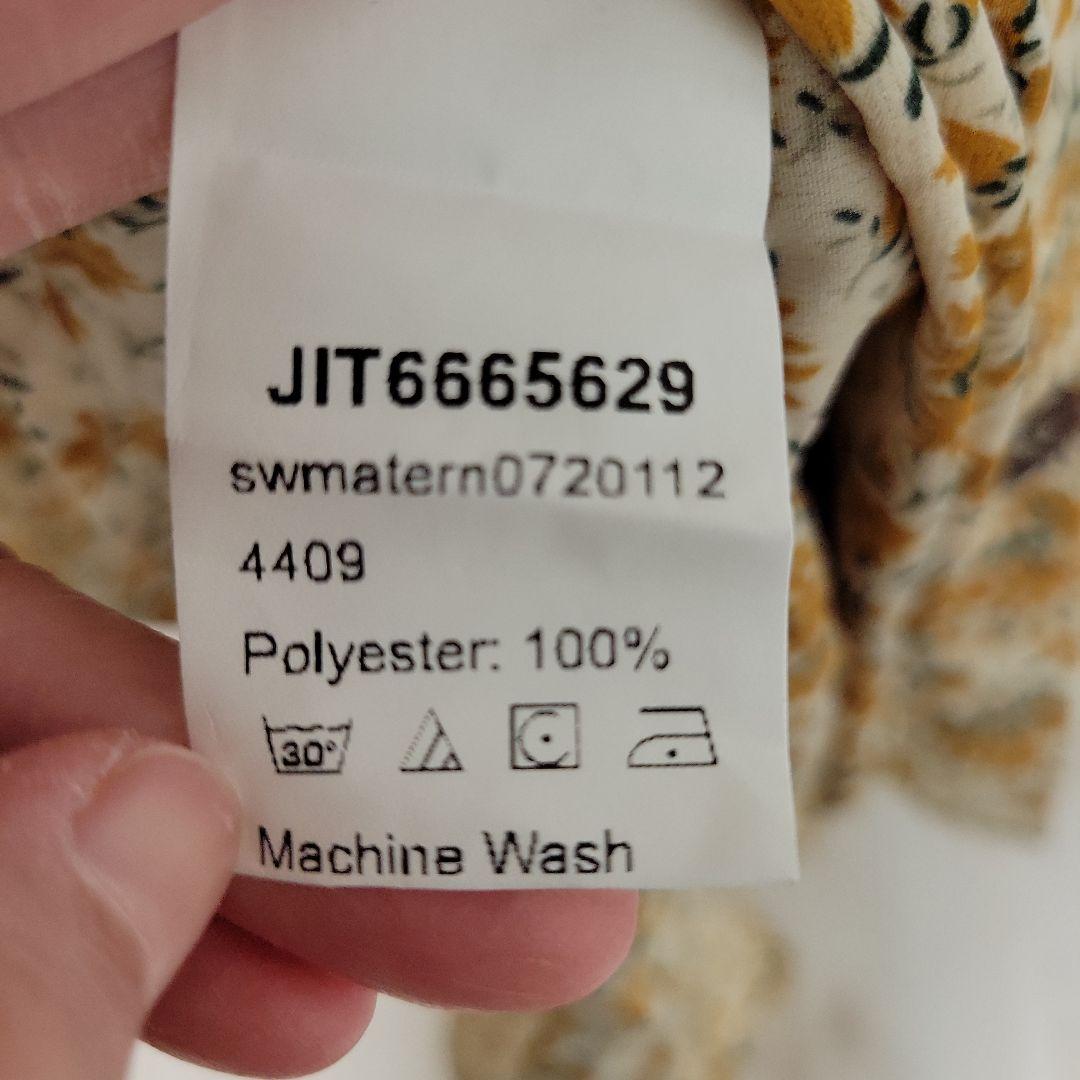 JIT6665629
swmatern0720112
4409
Polyester: 100%
30°
Machine Wash